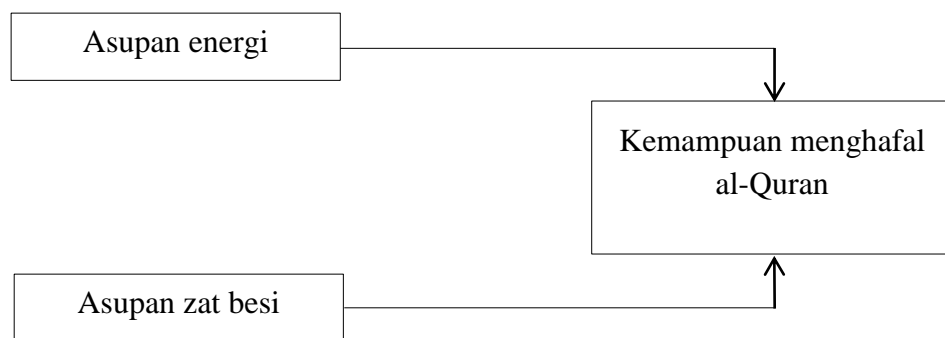 Asupan energi
Kemampuan menghafal
al-Quran
Asupan zat besi